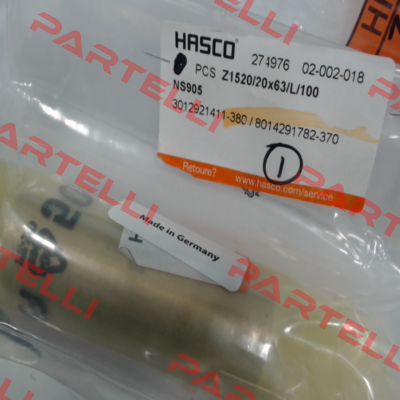 HASCO 274976 02-002-018
PCS Z1520/20x63/L/100
NS905
3012921411-380 / 8014291782-370
1
Retoure? www.hasco.com/service
Made in Germany
PARTELLI
PARTELLI
PARTELLI
PARTELLI